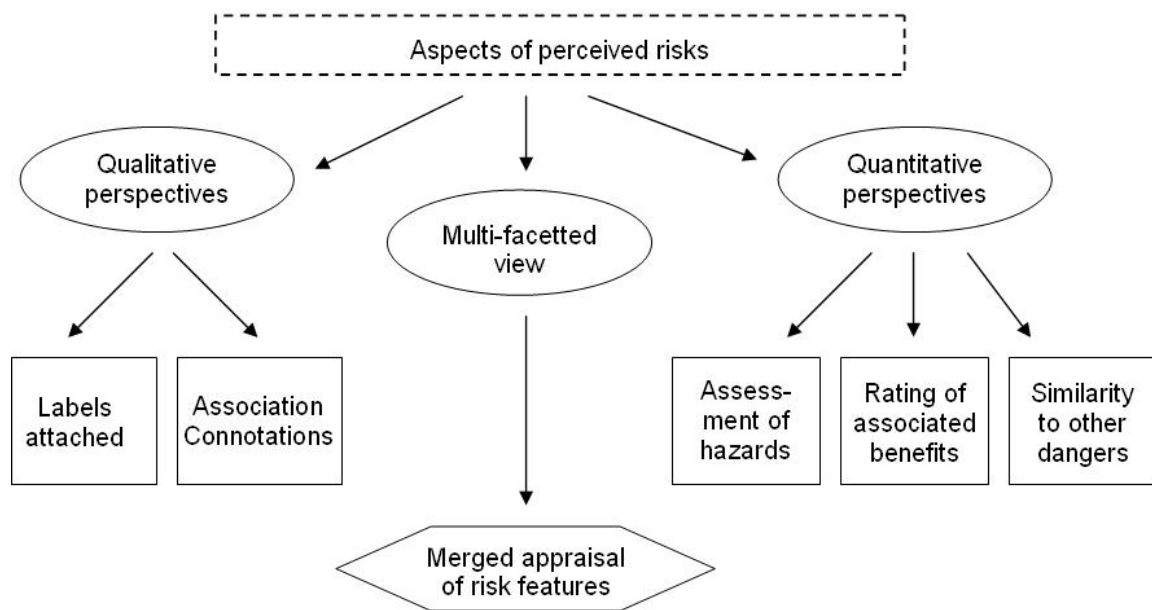 Aspects of perceived risks
Qualitative
perspectives
Multi-facetted
view
Quantitative
perspectives
Labels
attached
Association
Connotations
Assess-
ment of
hazards
Rating of
associated
benefits
Similarity
to other
dangers
Merged appraisal
of risk features